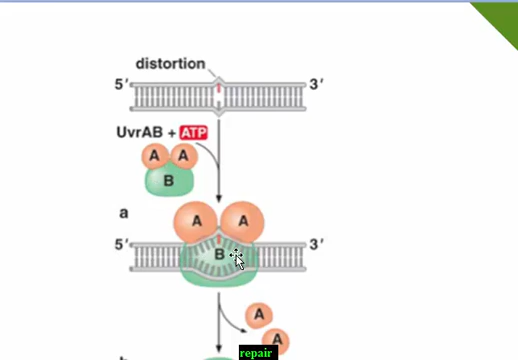 distortion
5′ 3′
UvrAB + ATP
A A
B
a
A A
5′ 3′
B
A
A
repair